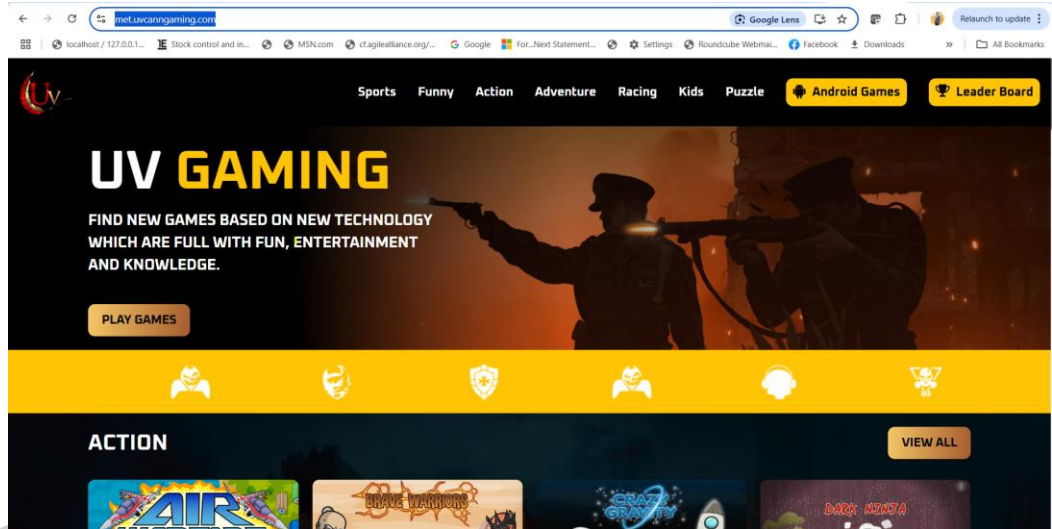 met.uvcanngaming.com
Google Lens
Relaunch to update
localhost / 127.0.0.1...
Stock control and in...
MSN.com
cf.agilealliance.org/...
Google
For...Next Statement...
Settings
Roundcube Webmai...
Facebook
Downloads
»
All Bookmarks
Uv
Sports
Funny
Action
Adventure
Racing
Kids
Puzzle
Android Games
Leader Board
UV GAMING
FIND NEW GAMES BASED ON NEW TECHNOLOGY
WHICH ARE FULL WITH FUN, ENTERTAINMENT
AND KNOWLEDGE.
PLAY GAMES
ACTION
VIEW ALL
AIR
BRAVE WARRIORS
CRAZY
GRAVITY
DARK NINJA